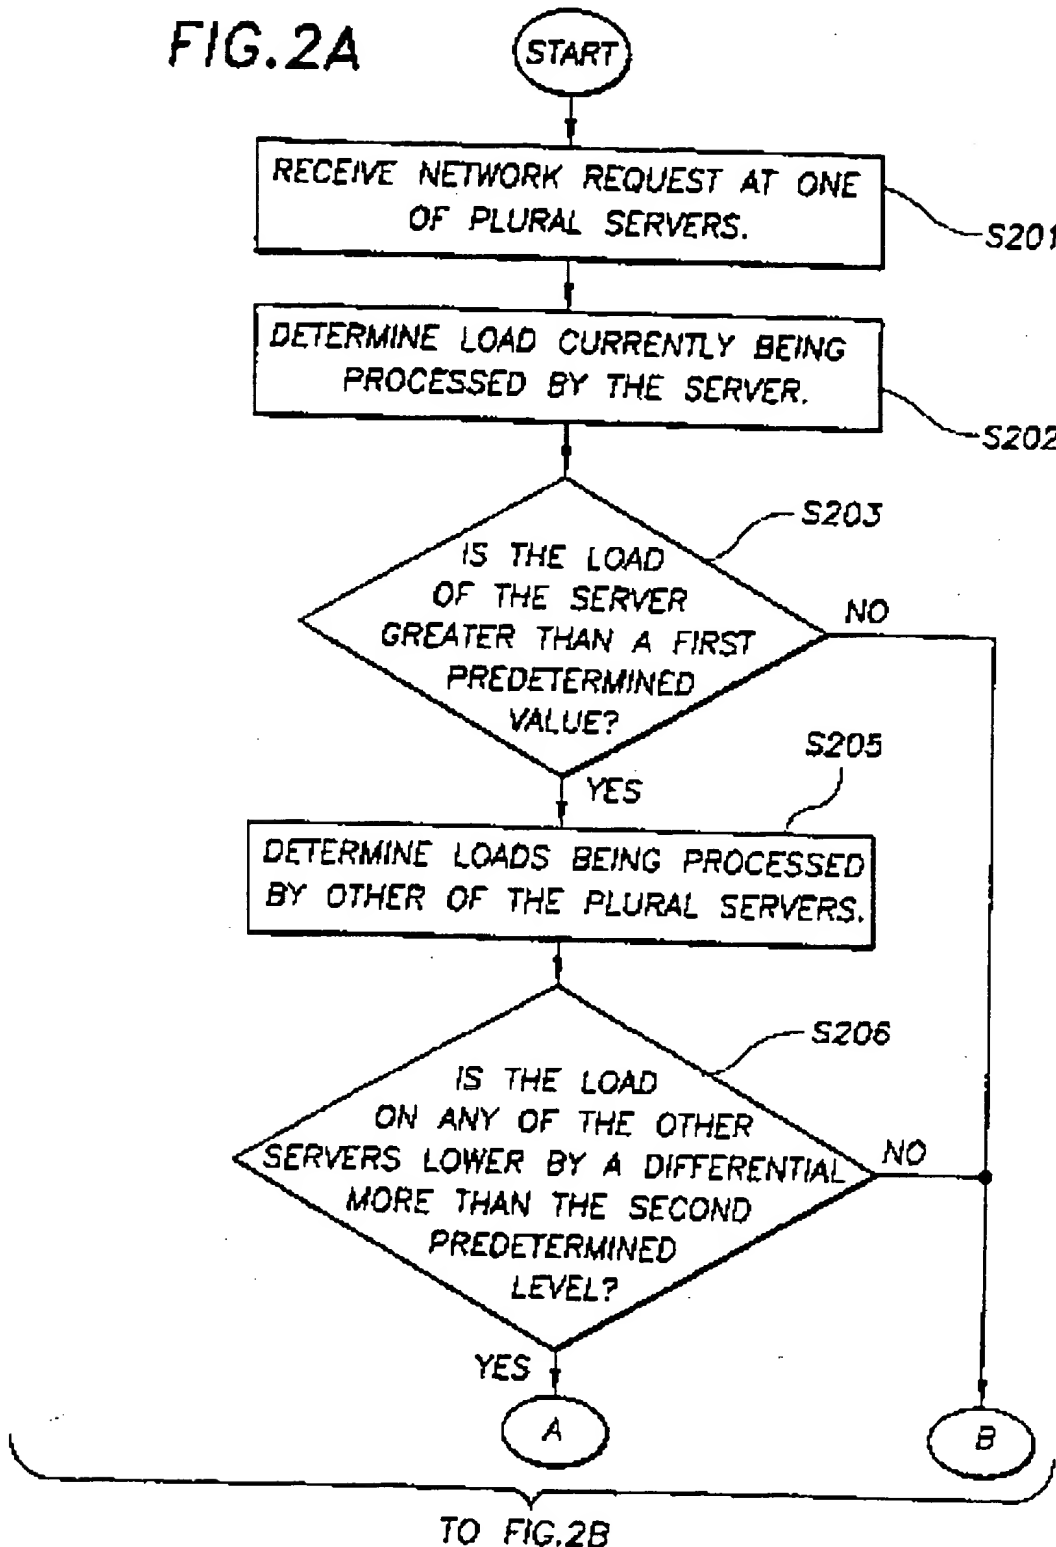 FIG.2A
START
RECEIVE NETWORK REQUEST AT ONE
OF PLURAL SERVERS.
S201
DETERMINE LOAD CURRENTLY BEING
PROCESSED BY THE SERVER.
S202
S203
IS THE LOAD
OF THE SERVER
GREATER THAN A FIRST
PREDETERMINED
VALUE?
NO
YES
S205
DETERMINE LOADS BEING PROCESSED
BY OTHER OF THE PLURAL SERVERS.
S206
IS THE LOAD
ON ANY OF THE OTHER
SERVERS LOWER BY A DIFFERENTIAL
MORE THAN THE SECOND
PREDETERMINED
LEVEL?
NO
YES
A
B
TO FIG.2B